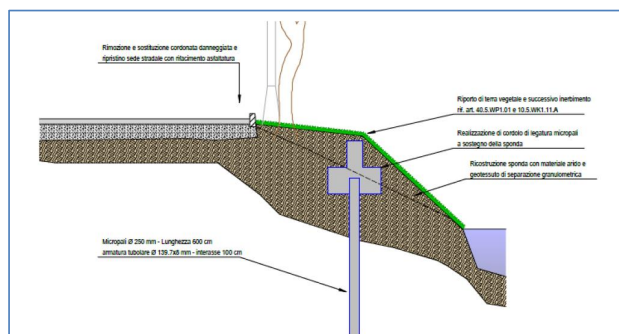 Rimozione e sostituzione cordonata danneggiata e
ripristino sede stradale con rifacimento asfaltatura
Riporto di terra vegetale e successivo inerbimento
rif. art. 40.5.WP1.01 e 10.5.WK1.11.A
Realizzazione di cordolo di legatura micropali
a sostegno della sponda
Ricostruzione sponda con materiale arido e
geotessuto di separazione granulometrica
Micropali Ø 250 mm - Lunghezza 600 cm
armatura tubolare Ø 139.7x8 mm - interasse 100 cm